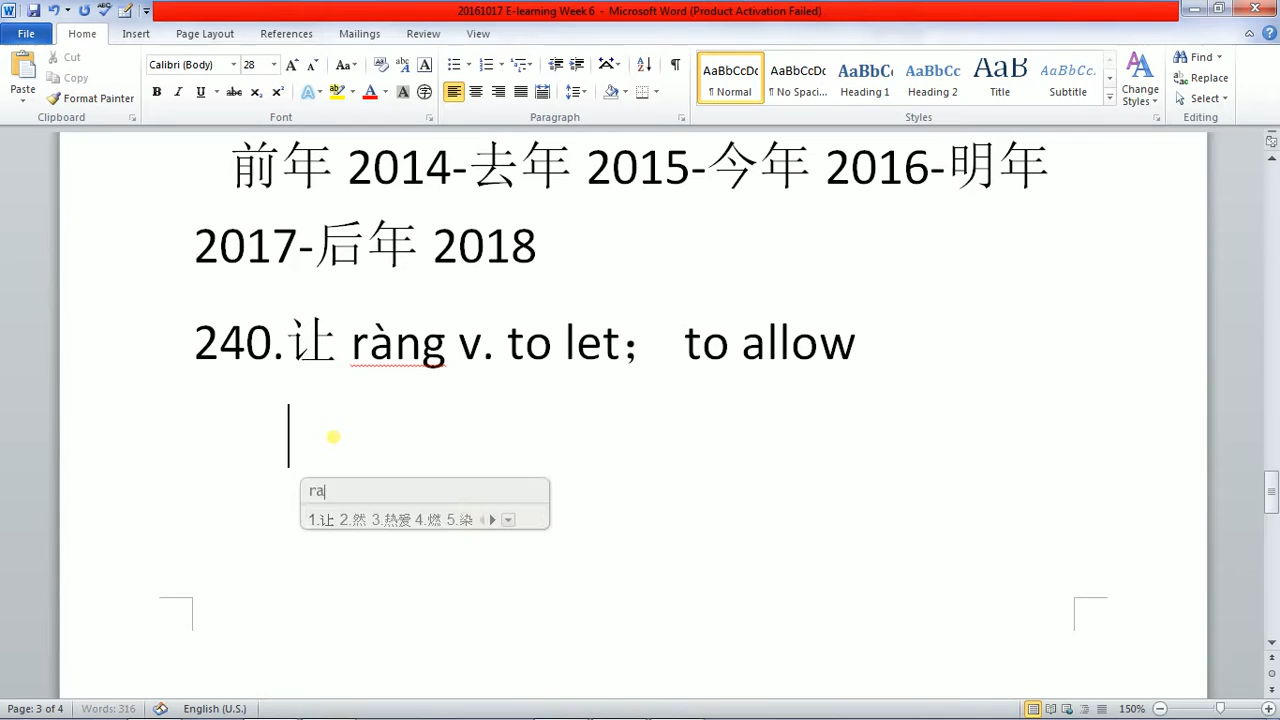 20161017 E-learning Week 6 - Microsoft Word (Product Activation Failed)
File Home Insert Page Layout References Mailings Review View
Paste Cut Copy Format Painter
Calibri (Body) 28
AaBbCcDc AaBbCcDc AaBbCc AaBbCc AaB AaBbCcDc
¶ Normal ¶ No Spaci... Heading 1 Heading 2 Title Subtitle
Change Styles
Find Replace Select
Clipboard Font Paragraph Styles Editing
前年 2014-去年 2015-今年 2016-明年
2017-后年 2018
240.让 ràng v. to let； to allow
ra
1.让 2.然 3.热爱 4.燃 5.染
Page: 3 of 4 Words: 316 English (U.S.) 150%